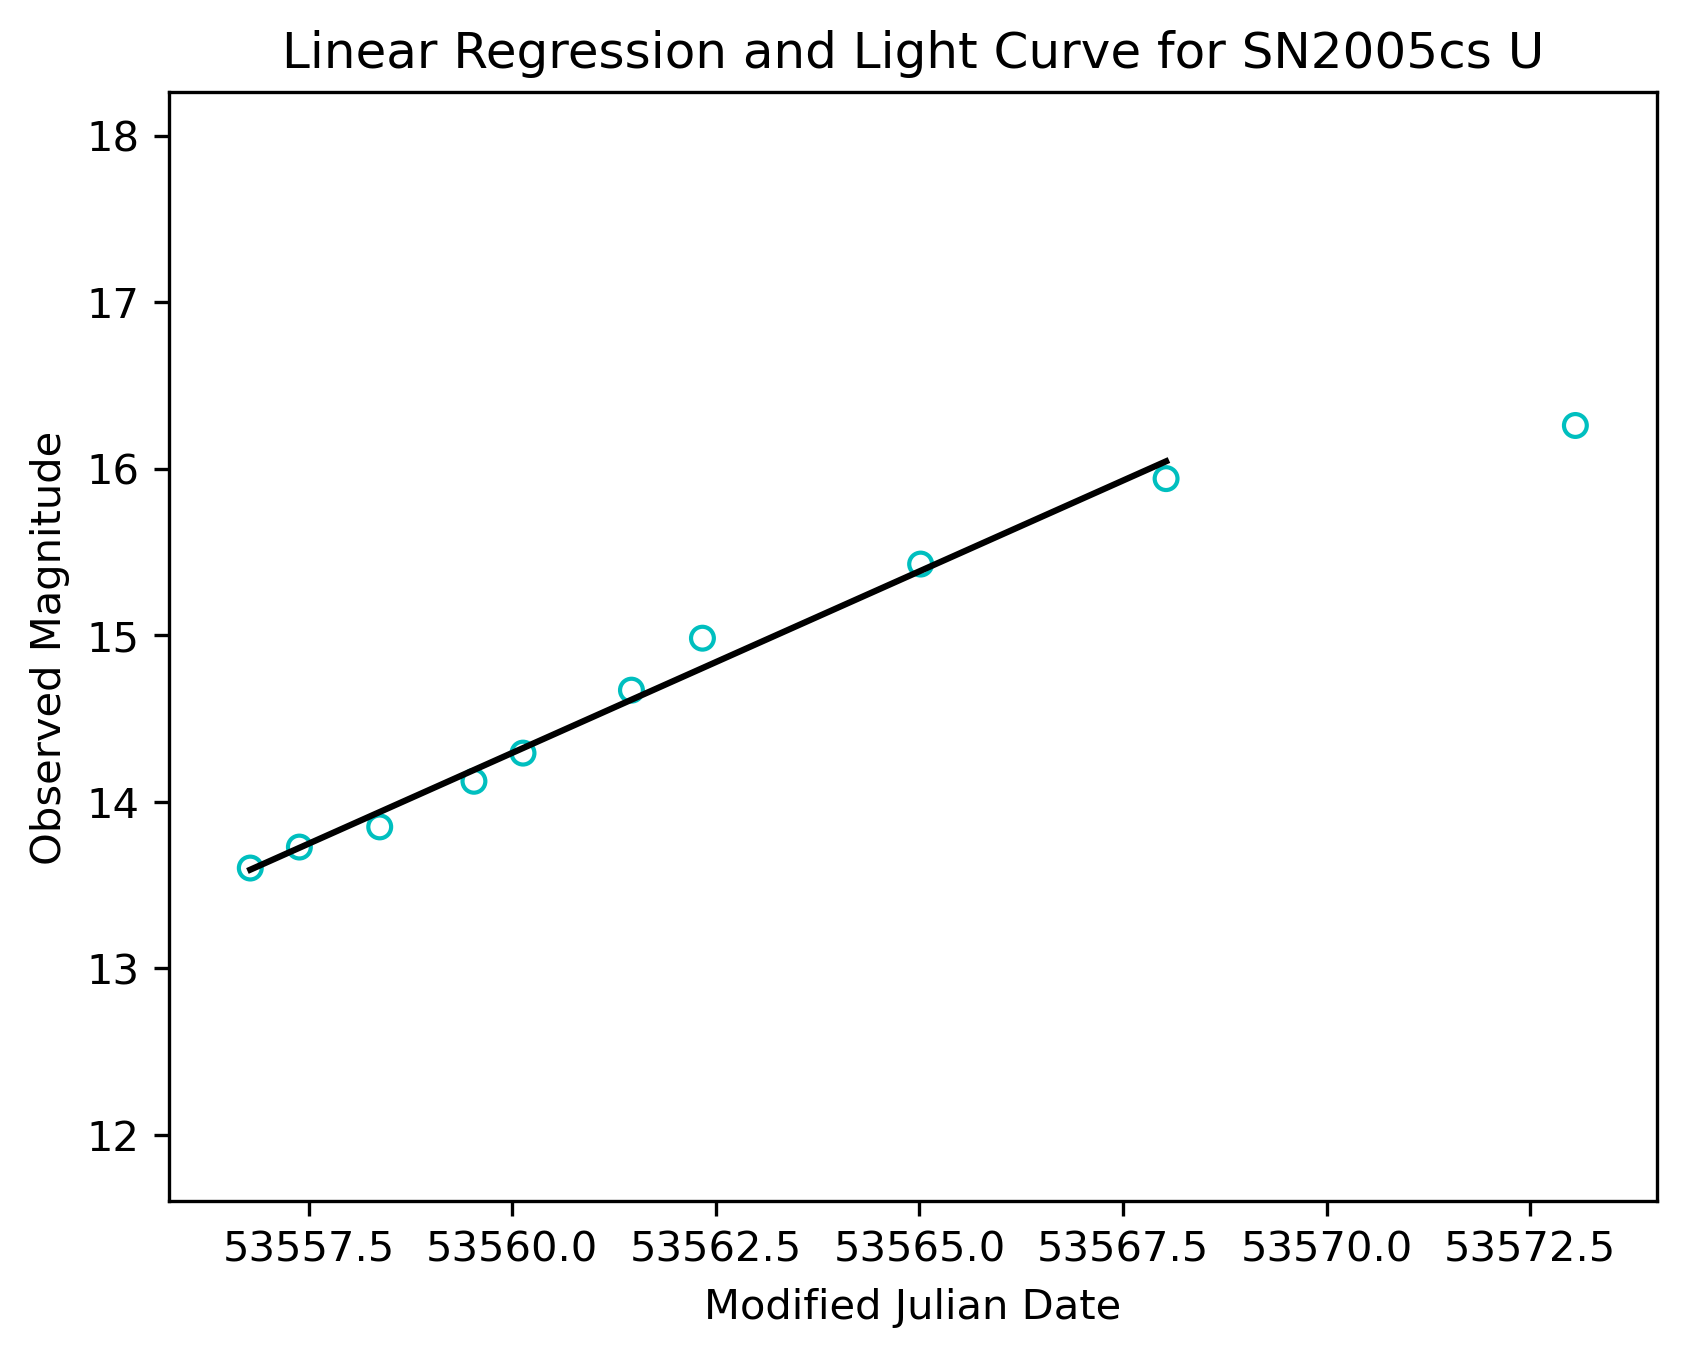 Linear Regression and Light Curve for SN2005cs U
18
17
16
15
14
13
12
Observed Magnitude
53557.5 53560.0 53562.5 53565.0 53567.5 53570.0 53572.5
Modified Julian Date